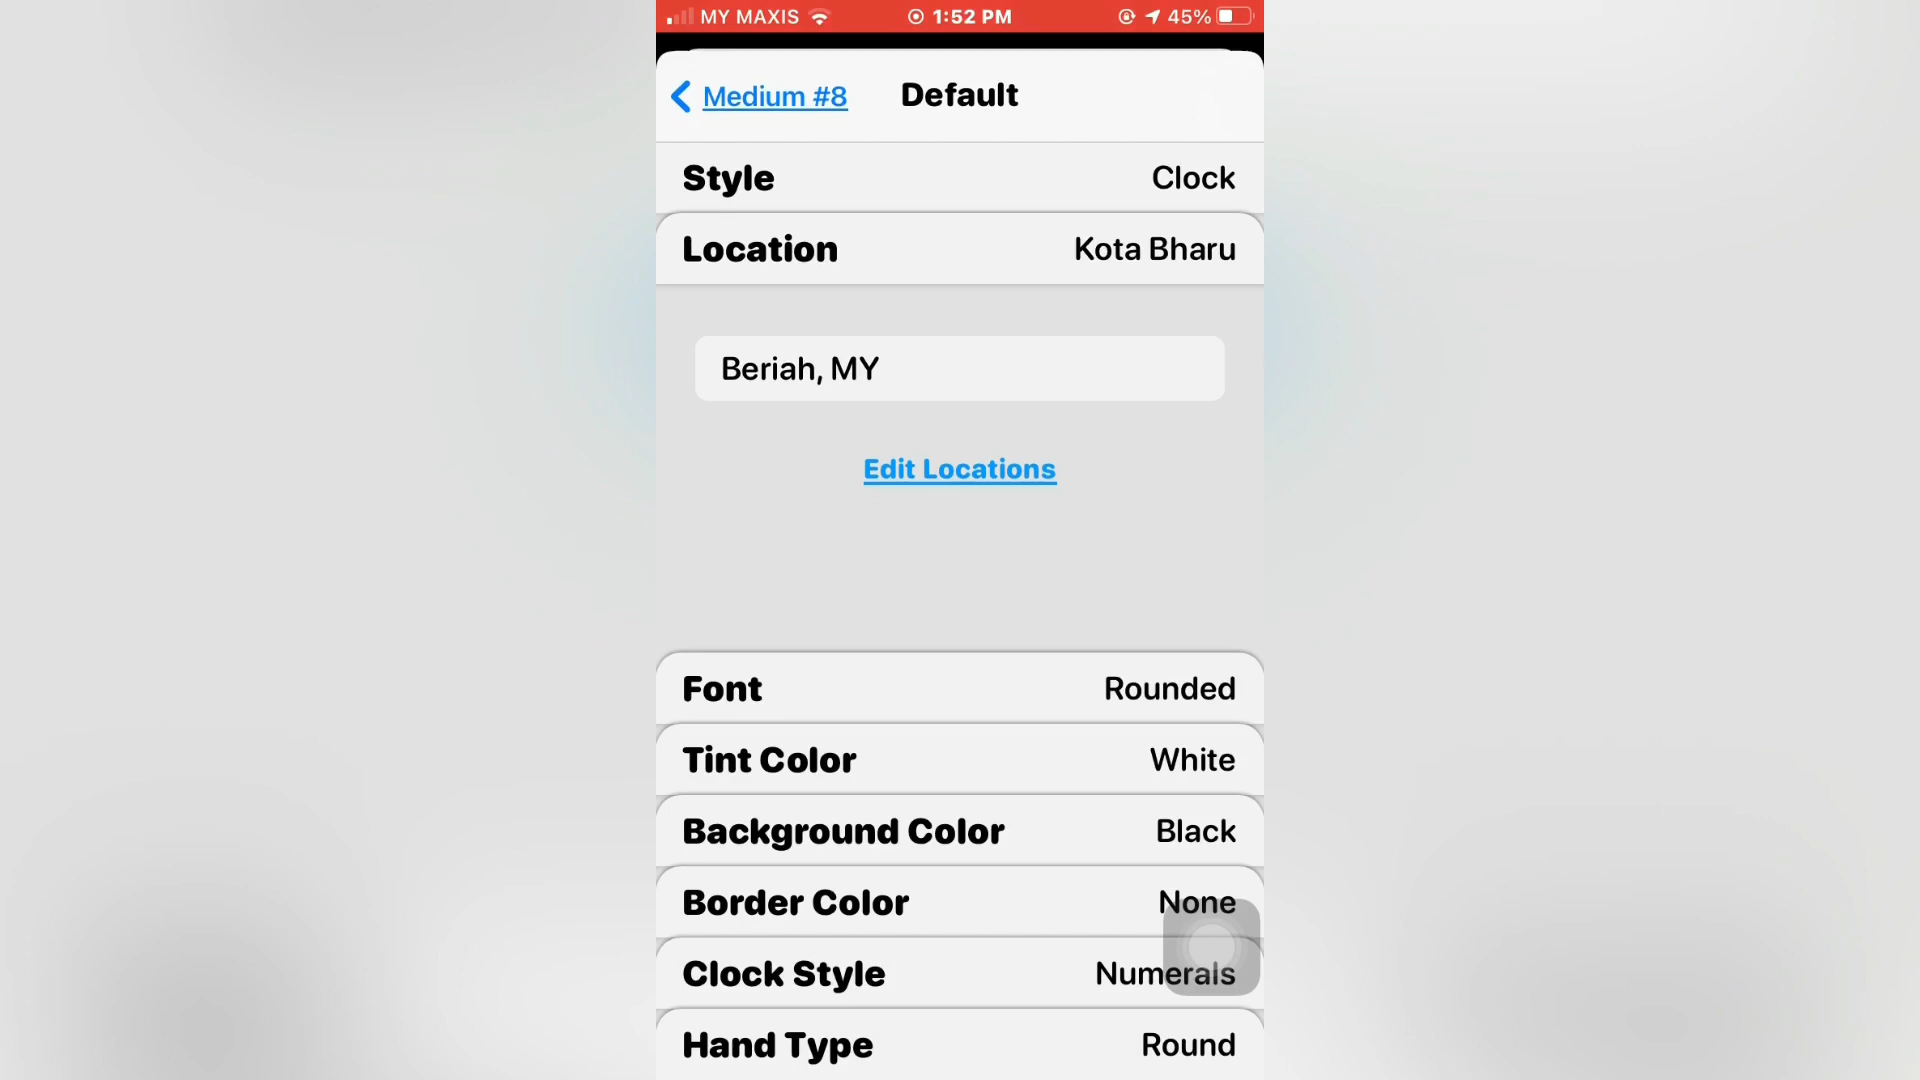 MY MAXIS 1:52 PM 45%
Medium #8 Default
Style Clock
Location Kota Bharu
Beriah, MY
Edit Locations
Font Rounded
Tint Color White
Background Color Black
Border Color None
Clock Style Numerals
Hand Type Round